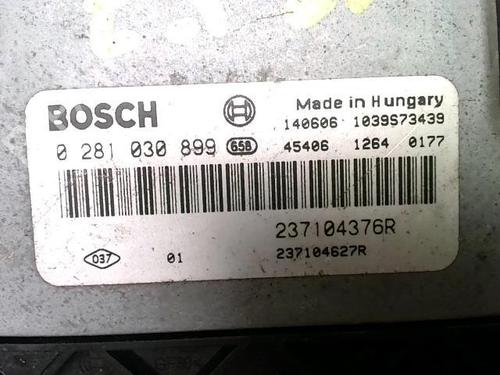 BOSCH
Made in Hungary
140606 1039S73439
0 281 030 899 658
45406 1264 0177
237104376R
037 01 237104627R